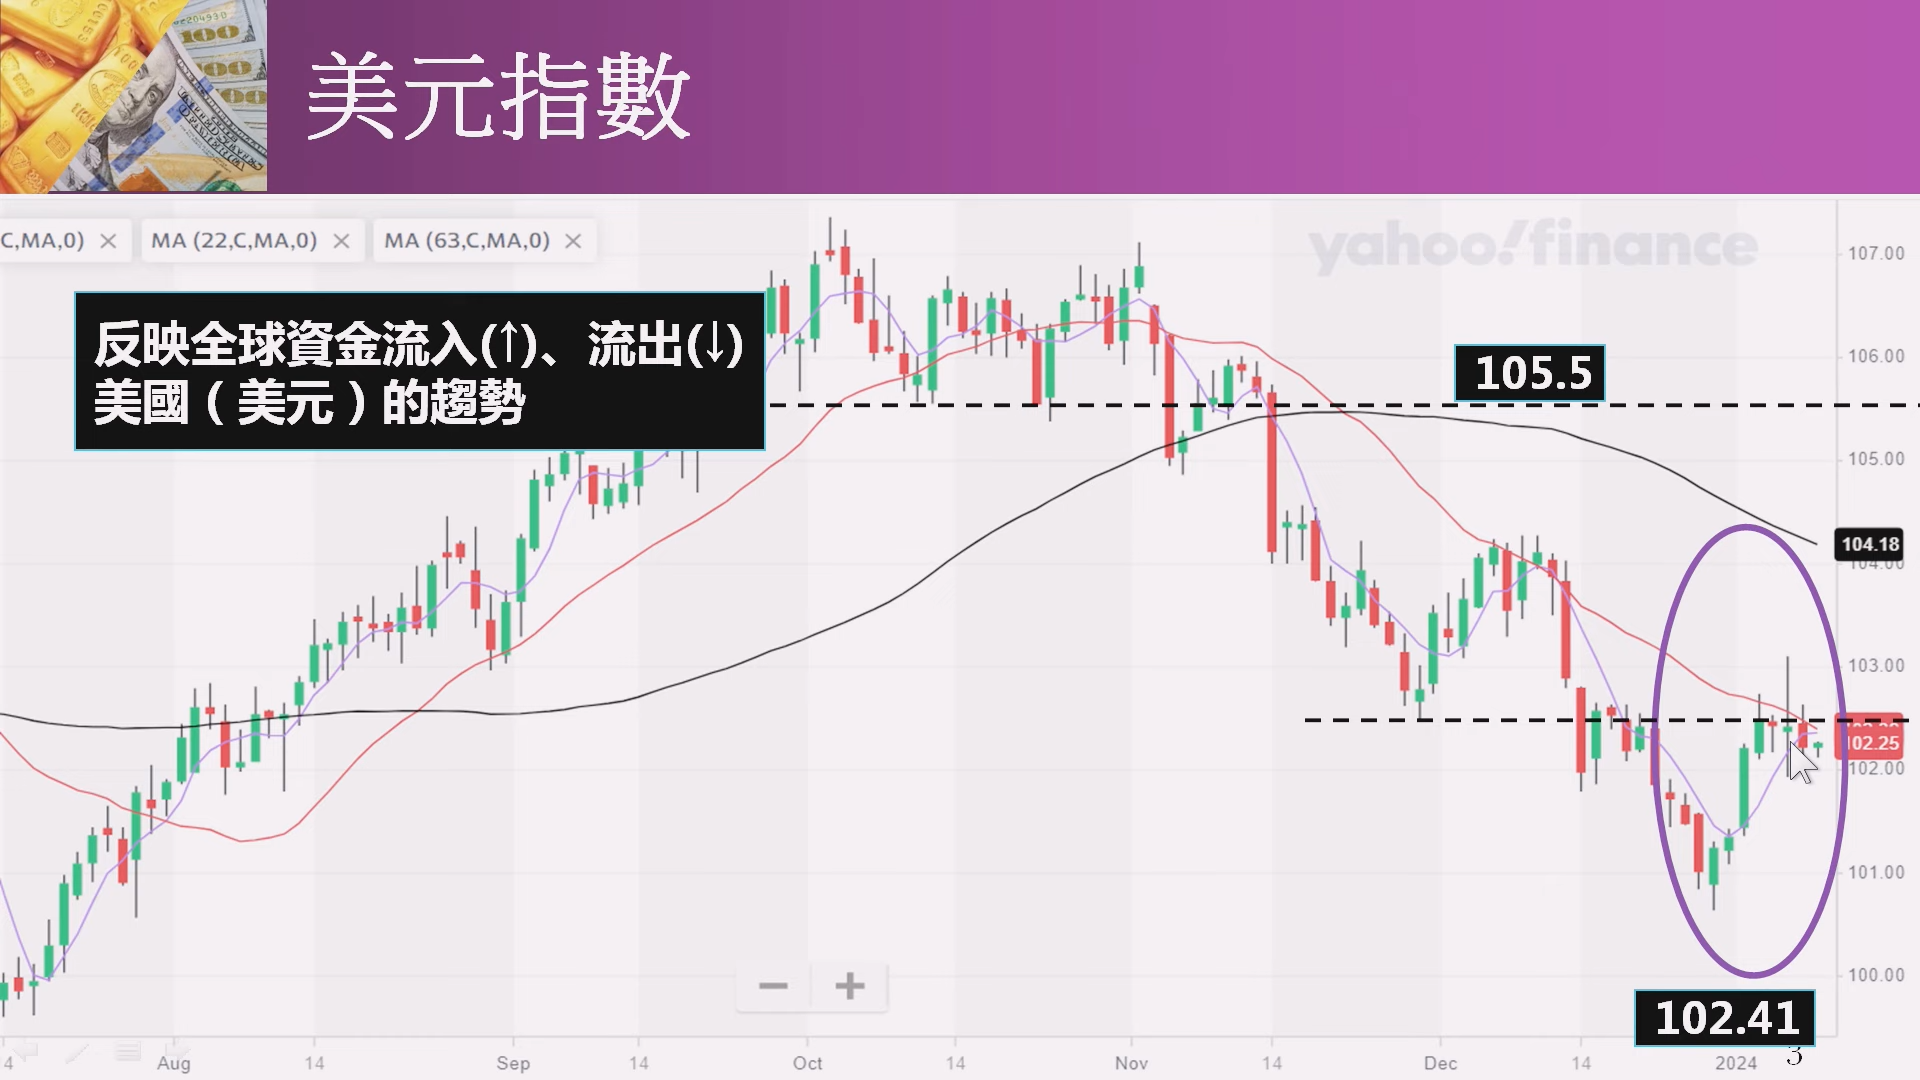 美元指數
C,MA,0) ×
MA (22,C,MA,0) ×
MA (63,C,MA,0) ×
yahoo!finance
反映全球資金流入(↑)、流出(↓)
美國(美元)的趨勢
107.00
106.00
105.5
105.00
104.18
104.00
103.00
102.25
102.00
101.00
100.00
102.41
4
Aug
14
Sep
14
Oct
14
Nov
14
Dec
14
2024
3